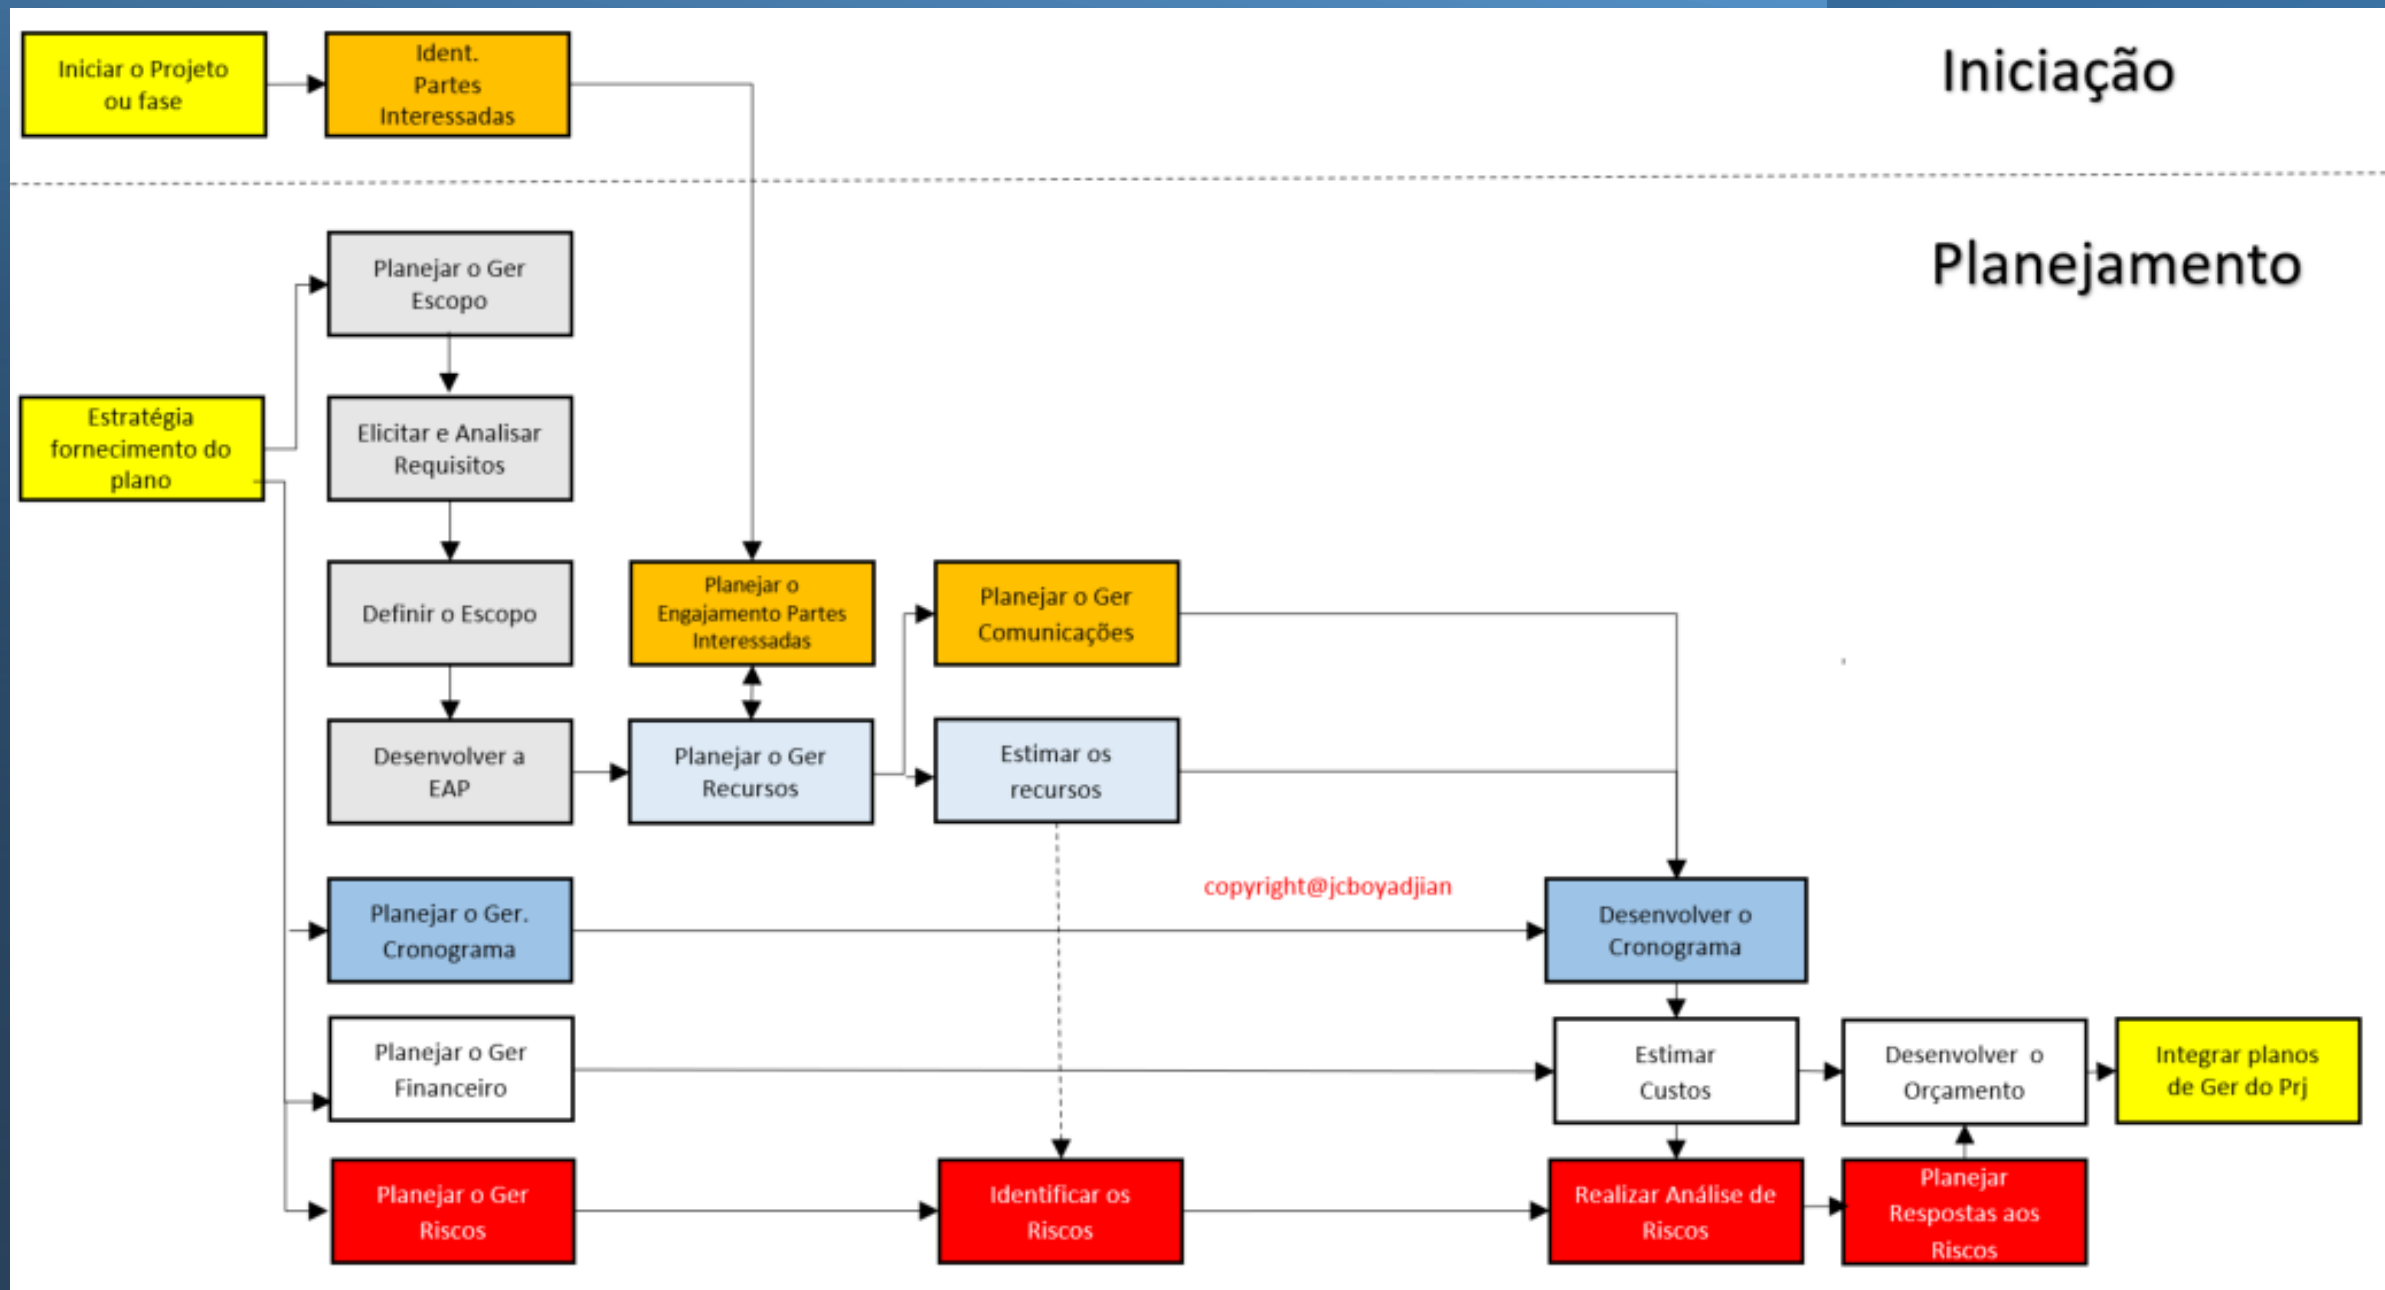 Iniciar o Projeto
ou fase
Ident.
Partes
Interessadas
Iniciação
Planejamento
Planejar o Ger
Escopo
Estratégia
fornecimento do
plano
Elicitar e Analisar
Requisitos
Definir o Escopo
Planejar o
Engajamento Partes
Interessadas
Planejar o Ger
Comunicações
Desenvolver a
EAP
Planejar o Ger
Recursos
Estimar os
recursos
copyright@jcboyadjian
Planejar o Ger.
Cronograma
Desenvolver o
Cronograma
Planejar o Ger
Financeiro
Estimar
Custos
Desenvolver o
Orçamento
Integrar planos
de Ger do Prj
Planejar o Ger
Riscos
Identificar os
Riscos
Realizar Análise de
Riscos
Planejar
Respostas aos
Riscos